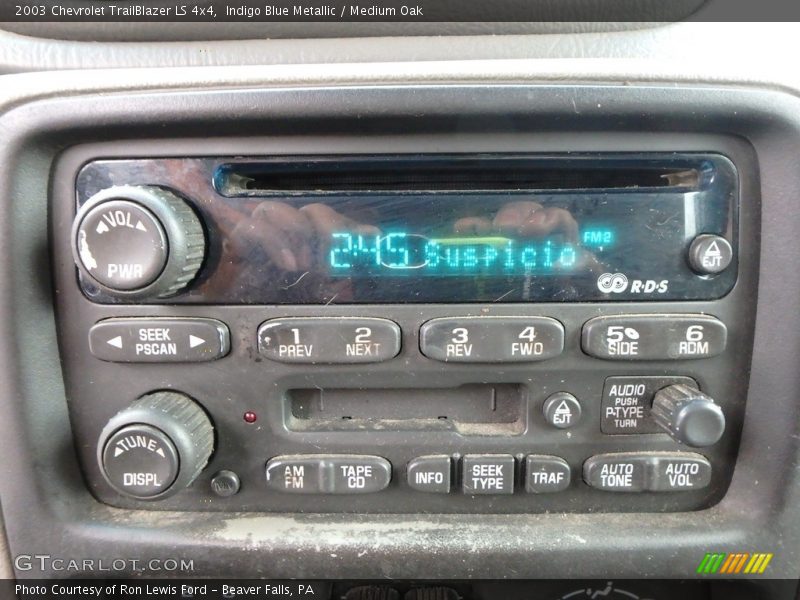 2003 Chevrolet TrailBlazer LS 4x4, Indigo Blue Metallic / Medium Oak
VOL
PWR
2:45 Suspicio
FM2
EJT
R·D·S
SEEK
PSCAN
1 PREV
2 NEXT
3 REV
4 FWD
5 SIDE
6 RDM
AUDIO
PUSH
P-TYPE
TURN
EJT
TUNE
DISPL
AM
FM
TAPE
CD
INFO
SEEK
TYPE
TRAF
AUTO
TONE
AUTO
VOL
GTCarLot.com
Photo Courtesy of Ron Lewis Ford – Beaver Falls, PA